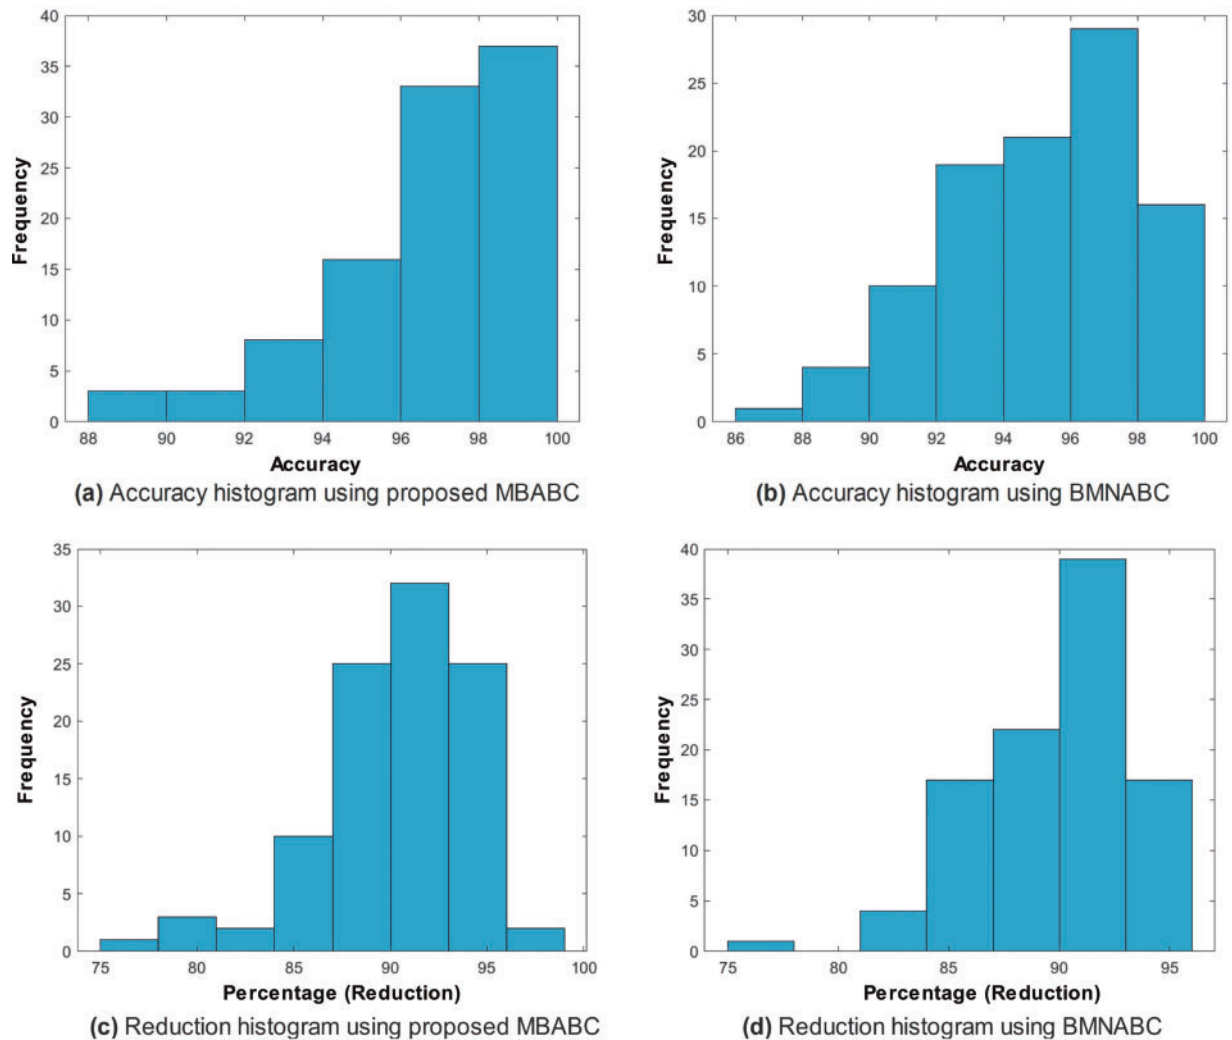 40
35
30
25
20
15
10
5
0
Frequency
88 90 92 94 96 98 100
Accuracy
(a) Accuracy histogram using proposed MBABC
30
25
20
15
10
5
0
Frequency
86 88 90 92 94 96 98 100
Accuracy
(b) Accuracy histogram using BMNABC
35
30
25
20
15
10
5
0
Frequency
75 80 85 90 95 100
Percentage (Reduction)
(c) Reduction histogram using proposed MBABC
40
35
30
25
20
15
10
5
0
Frequency
75 80 85 90 95
Percentage (Reduction)
(d) Reduction histogram using BMNABC